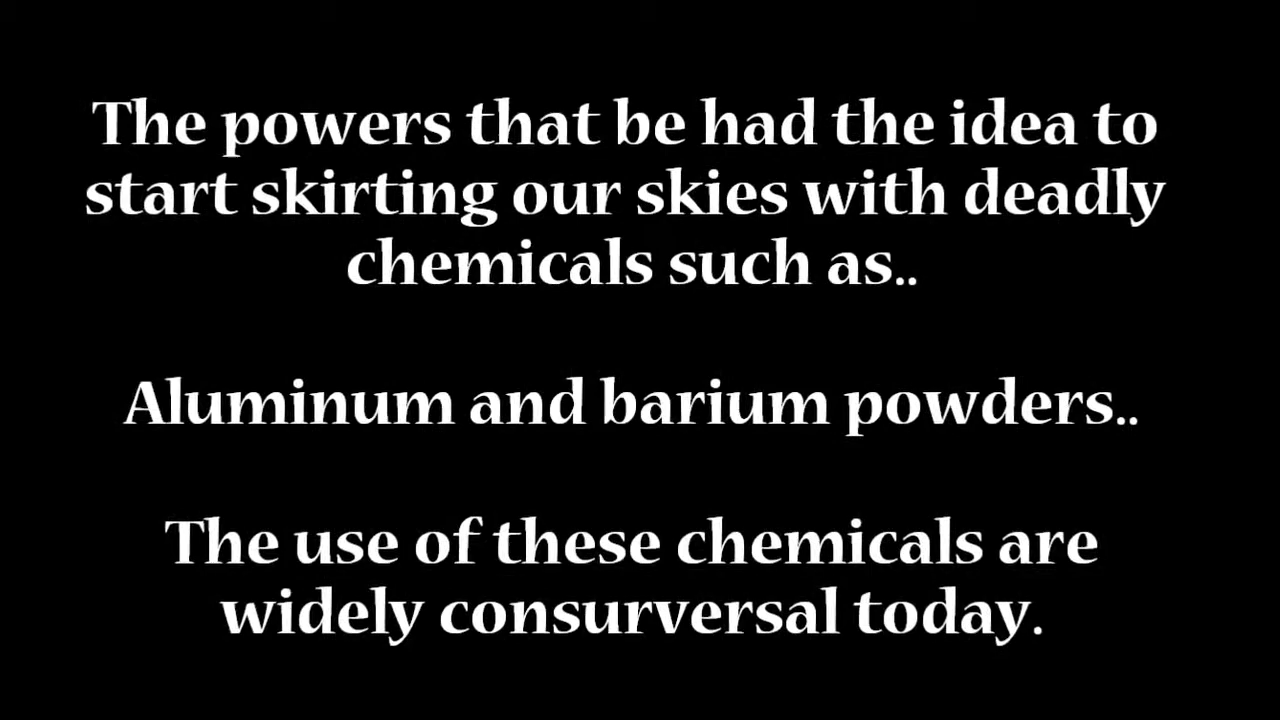 The powers that be had the idea to
start skirting our skies with deadly
chemicals such as..
Aluminum and barium powders..
The use of these chemicals are
widely consurversal today.